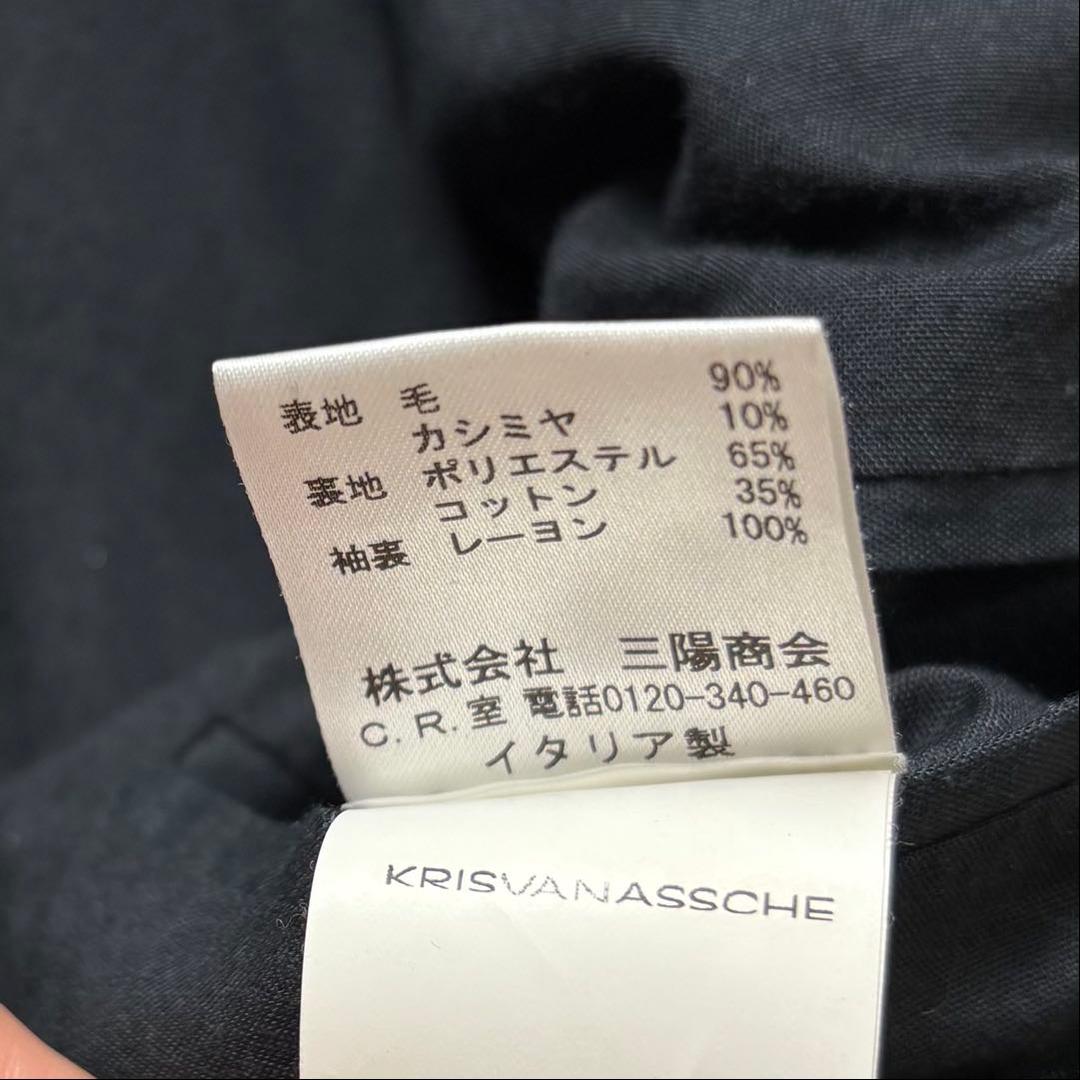 表地 毛 90%
カシミヤ 10%
裏地 ポリエステル 65%
コットン 35%
袖裏 レーヨン 100%
株式会社 三陽商会
C.R.室 電話0120-340-460
イタリア製
KRISVANASSCHE